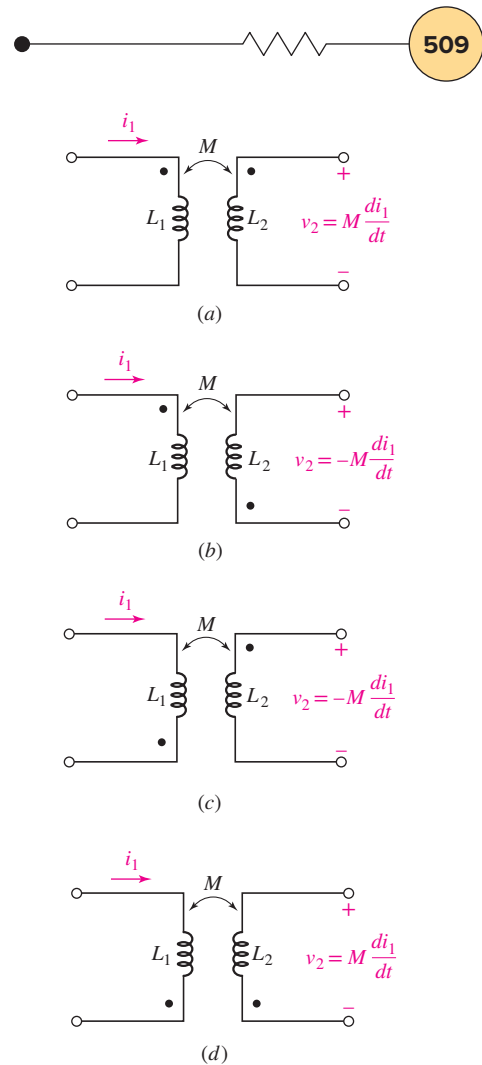 509
i₁
M
L₁ L₂
+
v₂ = M di₁/dt
−
(a)
i₁
M
L₁ L₂
+
v₂ = −M di₁/dt
−
(b)
i₁
M
L₁ L₂
+
v₂ = −M di₁/dt
−
(c)
i₁
M
L₁ L₂
+
v₂ = M di₁/dt
−
(d)